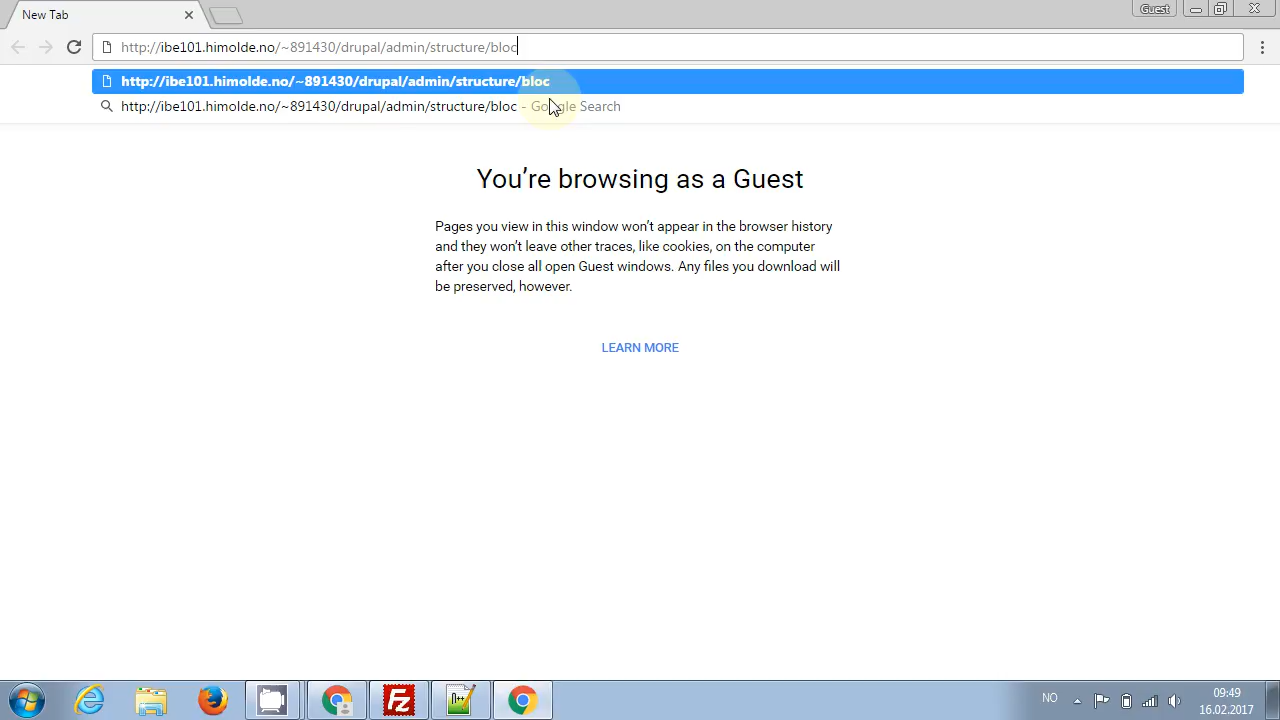 New Tab
Guest
http://ibe101.himolde.no/~891430/drupal/admin/structure/bloc
http://ibe101.himolde.no/~891430/drupal/admin/structure/bloc
http://ibe101.himolde.no/~891430/drupal/admin/structure/bloc - Google Search
You're browsing as a Guest
Pages you view in this window won't appear in the browser history
and they won't leave other traces, like cookies, on the computer
after you close all open Guest windows. Any files you download will
be preserved, however.
LEARN MORE
NO
09:49
16.02.2017